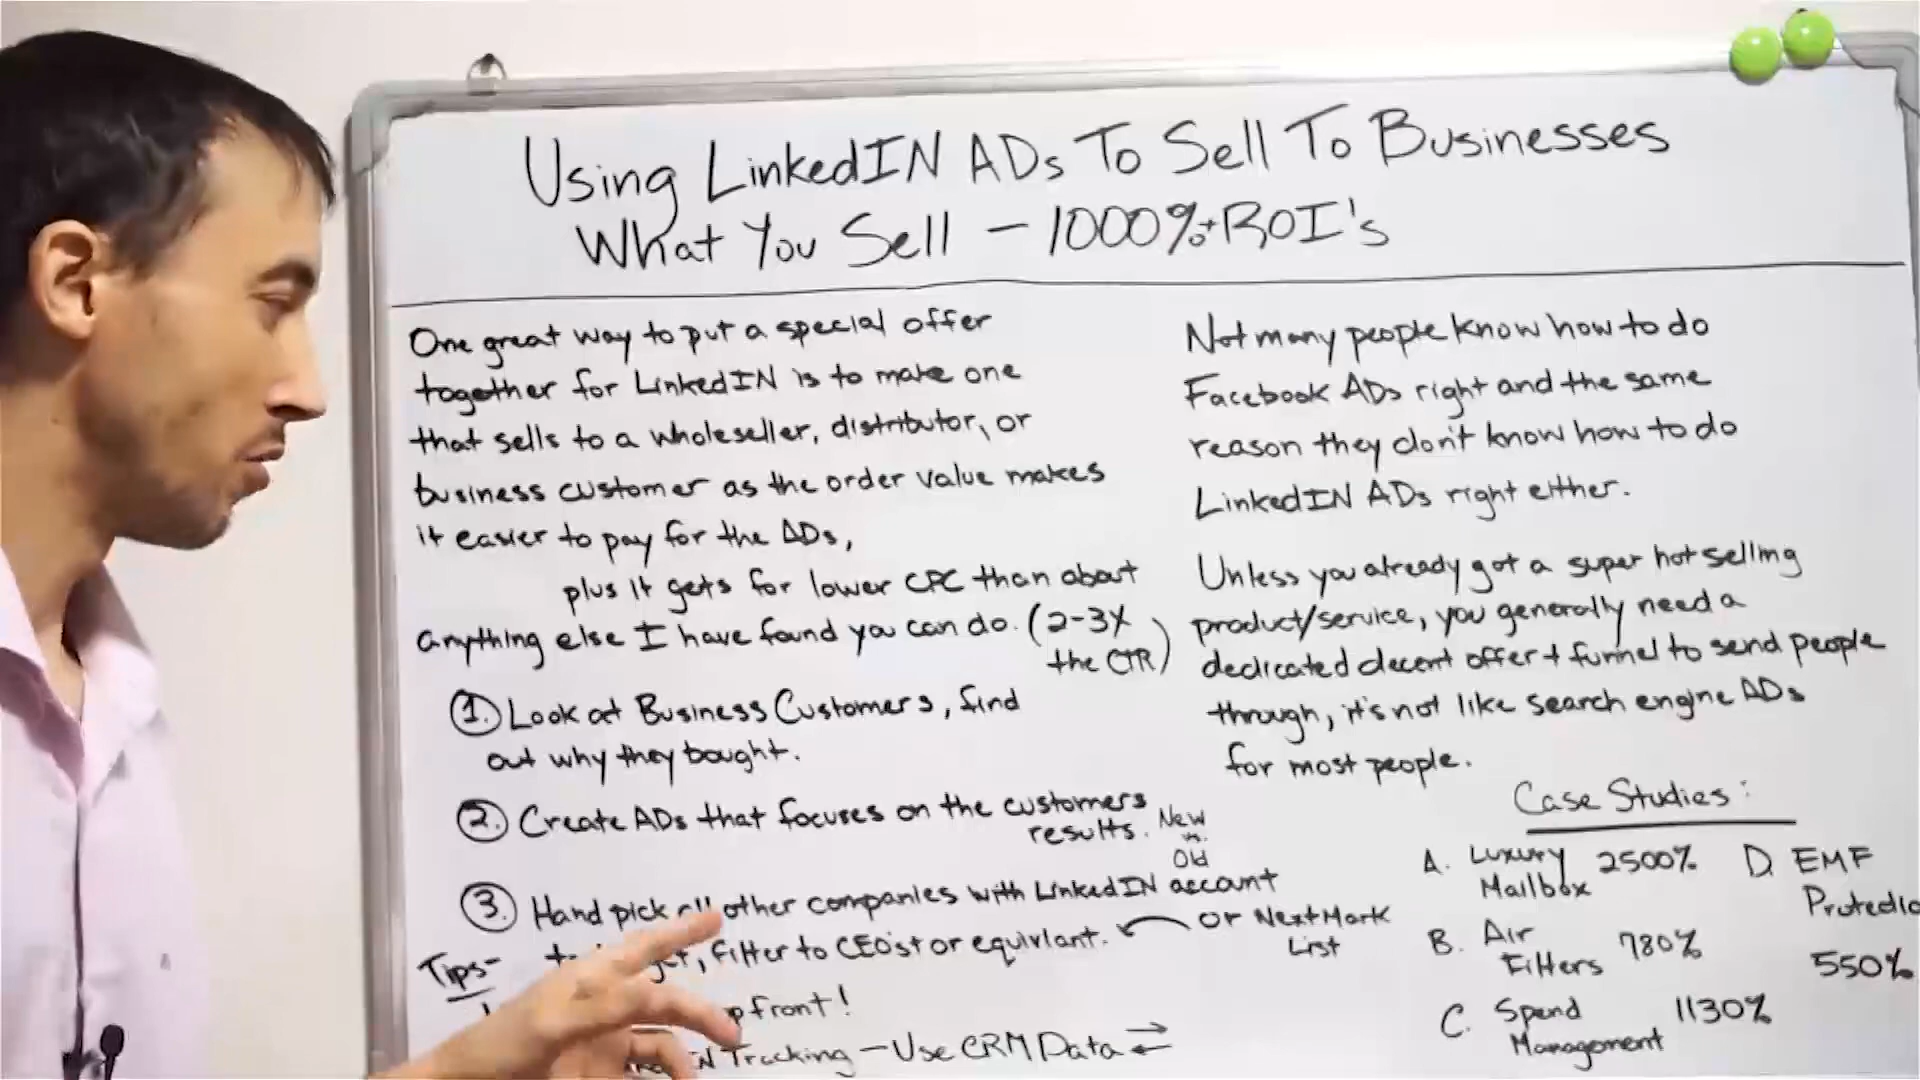 Using LinkedIN ADs To Sell To Businesses
What You Sell - 1000%+ ROI's
One great way to put a special offer
together for LinkedIN is to make one
that sells to a wholeseller, distributor, or
business customer as the order value makes
it easier to pay for the ADs,
plus it gets for lower CPC than about
anything else I have found you can do. (2-3X
the CTR)
1. Look at Business Customers, find
out why they bought.
2. Create ADs that focuses on the customers
results. New
vs.
Old
3. Hand pick all other companies with LinkedIN account
filter to CEO's or equivlant.
or NextMark
List
Tips-
front!
Tracking - Use CRM Data
Not many people know how to do
Facebook ADs right and the same
reason they don't know how to do
LinkedIN ADs right either.
Unless you already got a super hot selling
product/service, you generally need a
dedicated decent offer + funnel to send people
through, it's not like search engine ADs
for most people.
Case Studies:
A. Luxury Mailbox 2500%
B. Air Filters 780%
C. Spend Management 1130%
D. EMF
550%